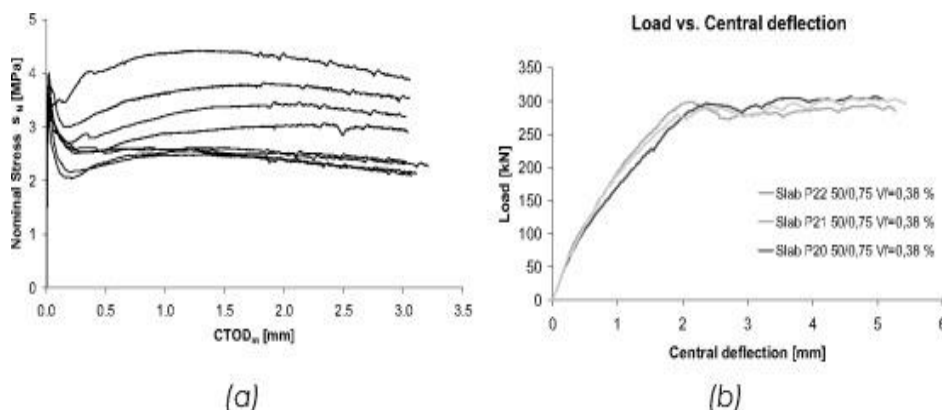 Nominal Stress s N [MPa]
5
4
3
2
1
0
0.0 0.5 1.0 1.5 2.0 2.5 3.0 3.5
CTODm [mm]
(a)
Load vs. Central deflection
Load [kN]
400
350
300
250
200
150
100
50
0
0 1 2 3 4 5 6
Slab P22 50/0,75 Vf=0,38 %
Slab P21 50/0,75 Vf=0,38 %
Slab P20 50/0,75 Vf=0,38 %
Central deflection [mm]
(b)